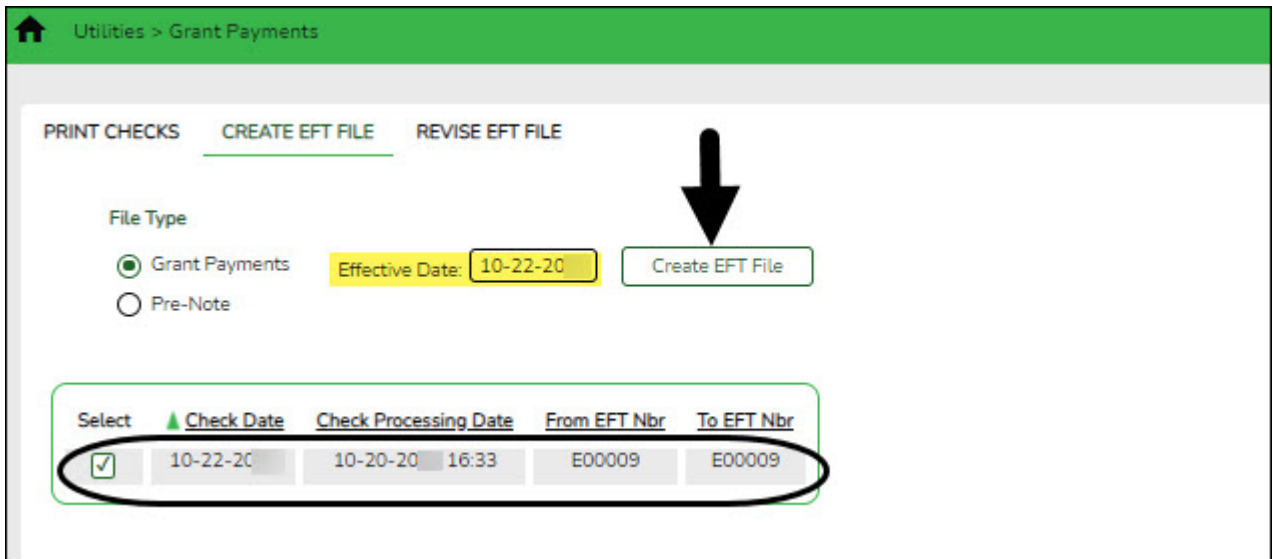 Utilities > Grant Payments
PRINT CHECKS CREATE EFT FILE REVISE EFT FILE
File Type
Grant Payments Effective Date: 10-22-20 Create EFT File
Pre-Note
Select Check Date Check Processing Date From EFT Nbr To EFT Nbr
10-22-20 10-20-20 16:33 E00009 E00009